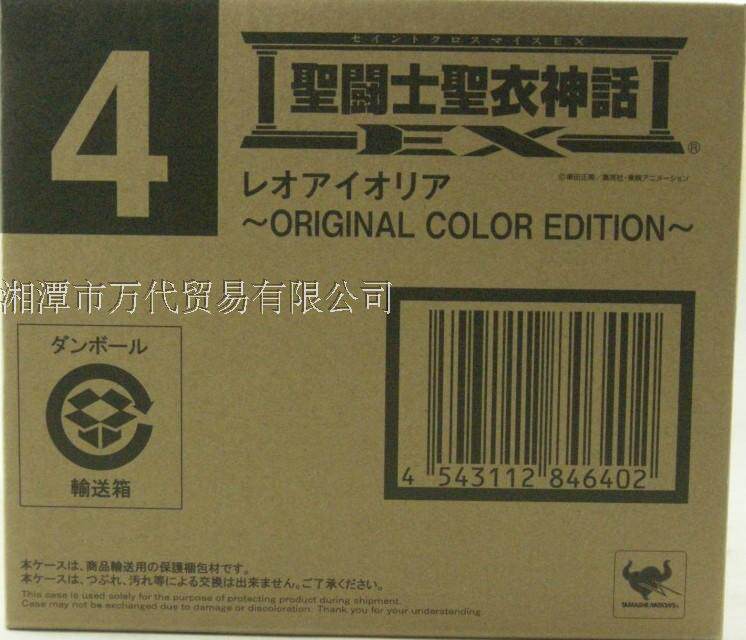 4
セイントクロスマイスEX
聖闘士聖衣神話
EX®
©車田正美／集英社・東映アニメーション
レオアイオリア
～ORIGINAL COLOR EDITION～
湘潭市万代贸易有限公司
ダンボール
輸送箱
4 543112 846402
本ケースは、商品輸送用の保護梱包材です。
本ケースは、つぶれ、汚れ等による交換は出来ません。ご了承ください。
This case is used solely for the purpose of protecting product during shipment.
Case may not be exchanged due to damage or discoloration. Thank you for your understanding.
TAMASHII NATIONS